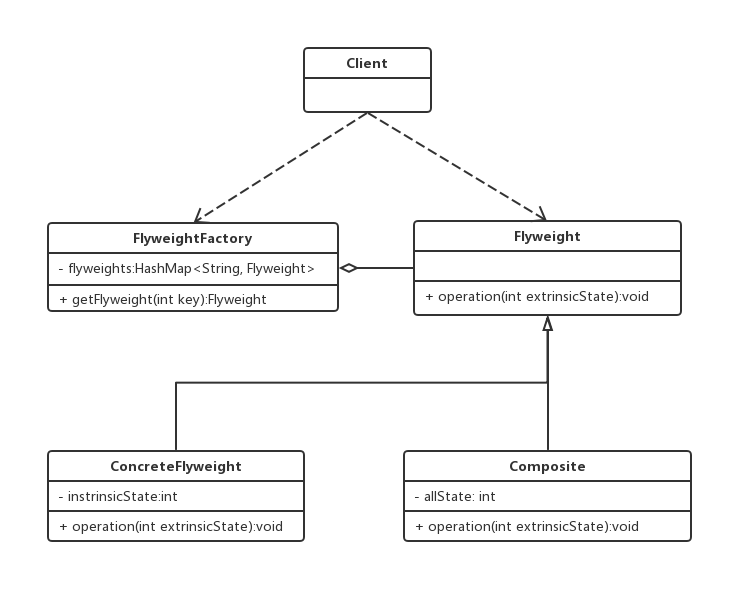 Client
FlyweightFactory
- flyweights:HashMap<String, Flyweight>
+ getFlyweight(int key):Flyweight
Flyweight
+ operation(int extrinsicState):void
ConcreteFlyweight
- instrinsicState:int
+ operation(int extrinsicState):void
Composite
- allState: int
+ operation(int extrinsicState):void